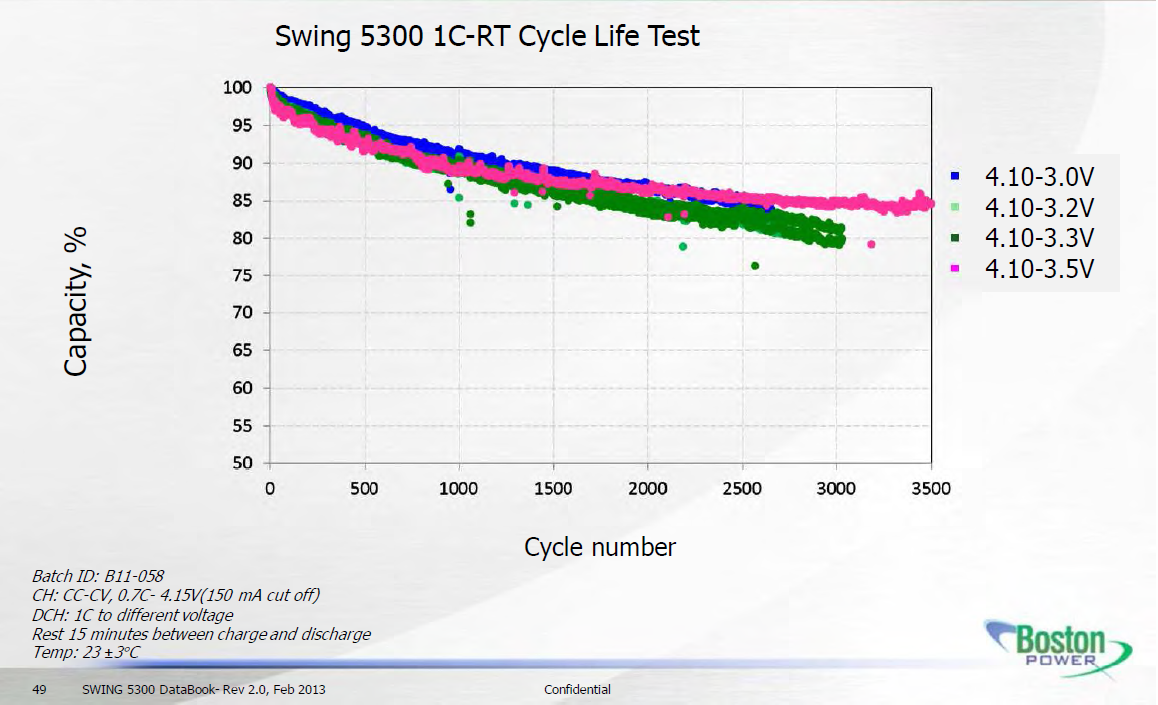 Swing 5300 1C-RT Cycle Life Test
100
95
90
85
80
75
70
65
60
55
50
Capacity, %
0 500 1000 1500 2000 2500 3000 3500
Cycle number
4.10-3.0V
4.10-3.2V
4.10-3.3V
4.10-3.5V
Batch ID: B11-058
CH: CC-CV, 0.7C- 4.15V(150 mA cut off)
DCH: 1C to different voltage
Rest 15 minutes between charge and discharge
Temp: 23 ±3°C
Boston
POWER
49 SWING 5300 DataBook- Rev 2.0, Feb 2013 Confidential